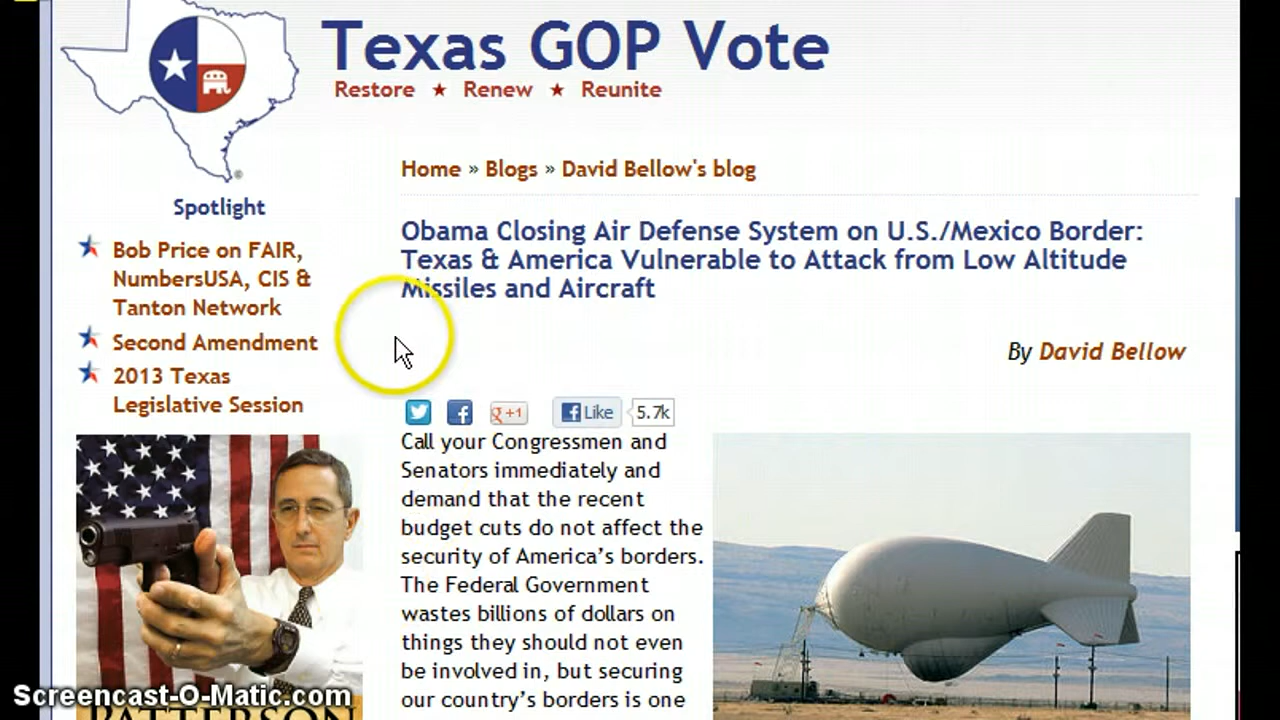 Texas GOP Vote
Restore ★ Renew ★ Reunite
Spotlight
Bob Price on FAIR,
NumbersUSA, CIS &
Tanton Network
Second Amendment
2013 Texas
Legislative Session
Home » Blogs » David Bellow's blog
Obama Closing Air Defense System on U.S./Mexico Border:
Texas & America Vulnerable to Attack from Low Altitude
Missiles and Aircraft
By David Bellow
g +1 Like 5.7k
Call your Congressmen and
Senators immediately and
demand that the recent
budget cuts do not affect the
security of America’s borders.
The Federal Government
wastes billions of dollars on
things they should not even
be involved in, but securing
our country’s borders is one
PATTERSON
Screencast-O-Matic.com